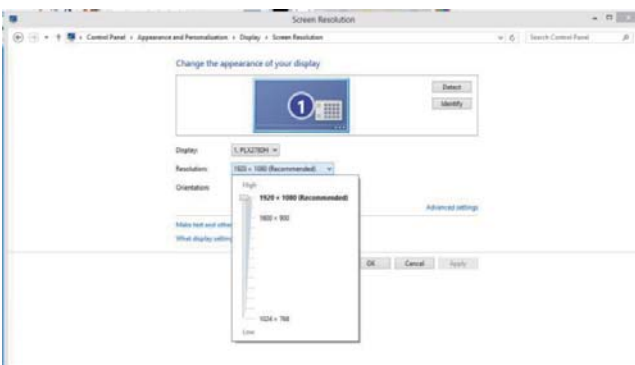 Screen Resolution
Control Panel › Appearance and Personalization › Display › Screen Resolution
Search Control Panel
Change the appearance of your display
1
Detect
Identify
Display:
1. PLX2780H
Resolution:
1920 × 1080 (Recommended)
Orientation:
High
1920 × 1080 (Recommended)
1600 × 900
1024 × 768
Low
Advanced settings
Make text and other
What display setting
OK
Cancel
Apply